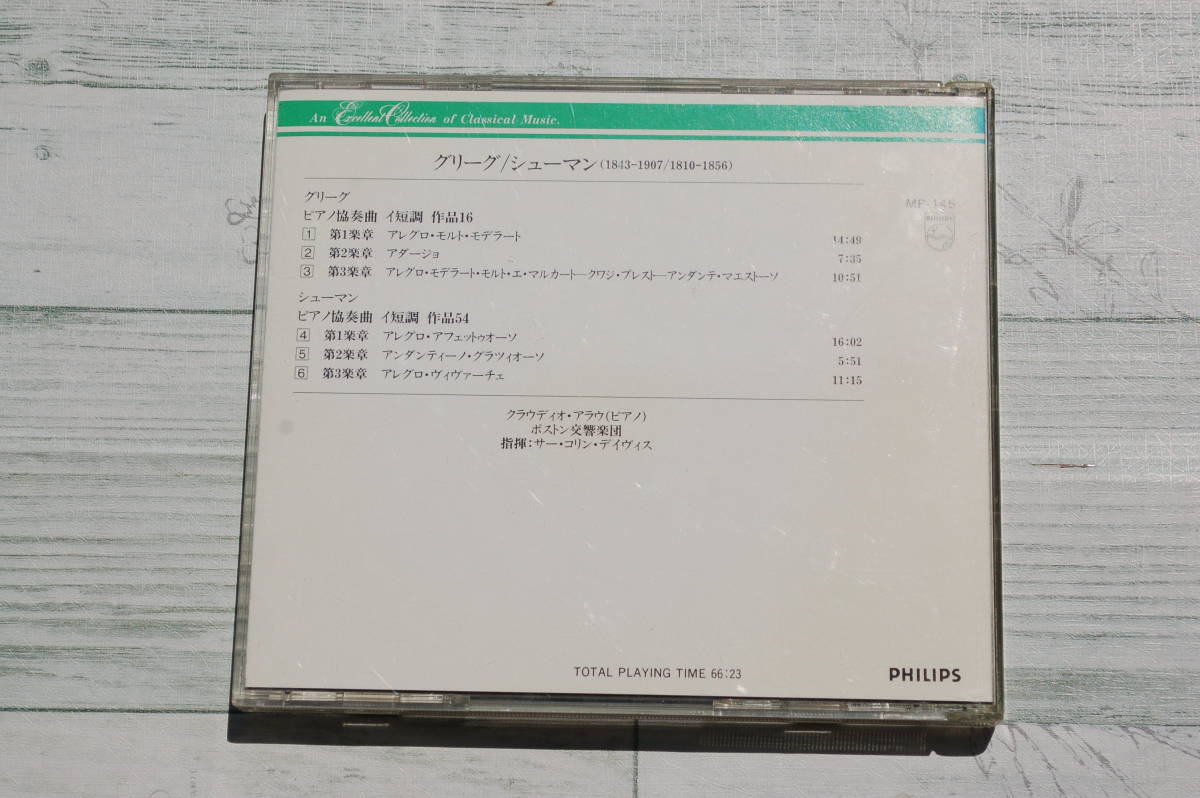 An Excellent Collection of Classical Music.
グリーグ/シューマン(1843-1907/1810-1856)
MP-145
PHILIPS
グリーグ
ピアノ協奏曲 イ短調 作品16
1 第1楽章 アレグロ・モルト・モデラート 14:49
2 第2楽章 アダージョ 7:35
3 第3楽章 アレグロ・モデラート・モルト・エ・マルカート―クワジ・プレスト―アンダンテ・マエストーソ 10:51
シューマン
ピアノ協奏曲 イ短調 作品54
4 第1楽章 アレグロ・アフェットゥオーソ 16:02
5 第2楽章 アンダンティーノ・グラツィオーソ 5:51
6 第3楽章 アレグロ・ヴィヴァーチェ 11:15
クラウディオ・アラウ(ピアノ)
ボストン交響楽団
指揮:サー・コリン・デイヴィス
TOTAL PLAYING TIME 66:23
PHILIPS